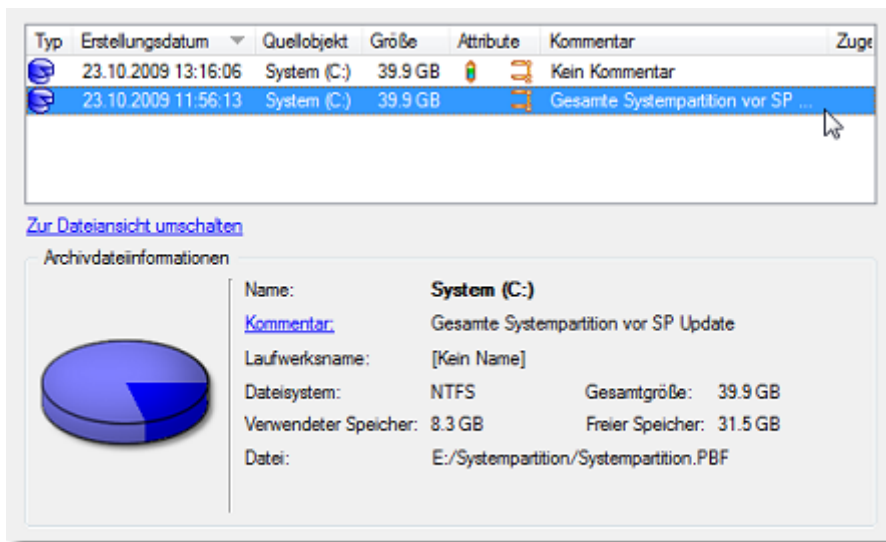 Typ Erstellungsdatum Quellobjekt Größe Attribute Kommentar Zuge
23.10.2009 13:16:06 System (C:) 39.9 GB Kein Kommentar
23.10.2009 11:56:13 System (C:) 39.9 GB Gesamte Systempartition vor SP ...
Zur Dateiansicht umschalten
Archivdateiinformationen
Name: System (C:)
Kommentar: Gesamte Systempartition vor SP Update
Laufwerksname: [Kein Name]
Dateisystem: NTFS Gesamtgröße: 39.9 GB
Verwendeter Speicher: 8.3 GB Freier Speicher: 31.5 GB
Datei: E:/Systempartition/Systempartition.PBF